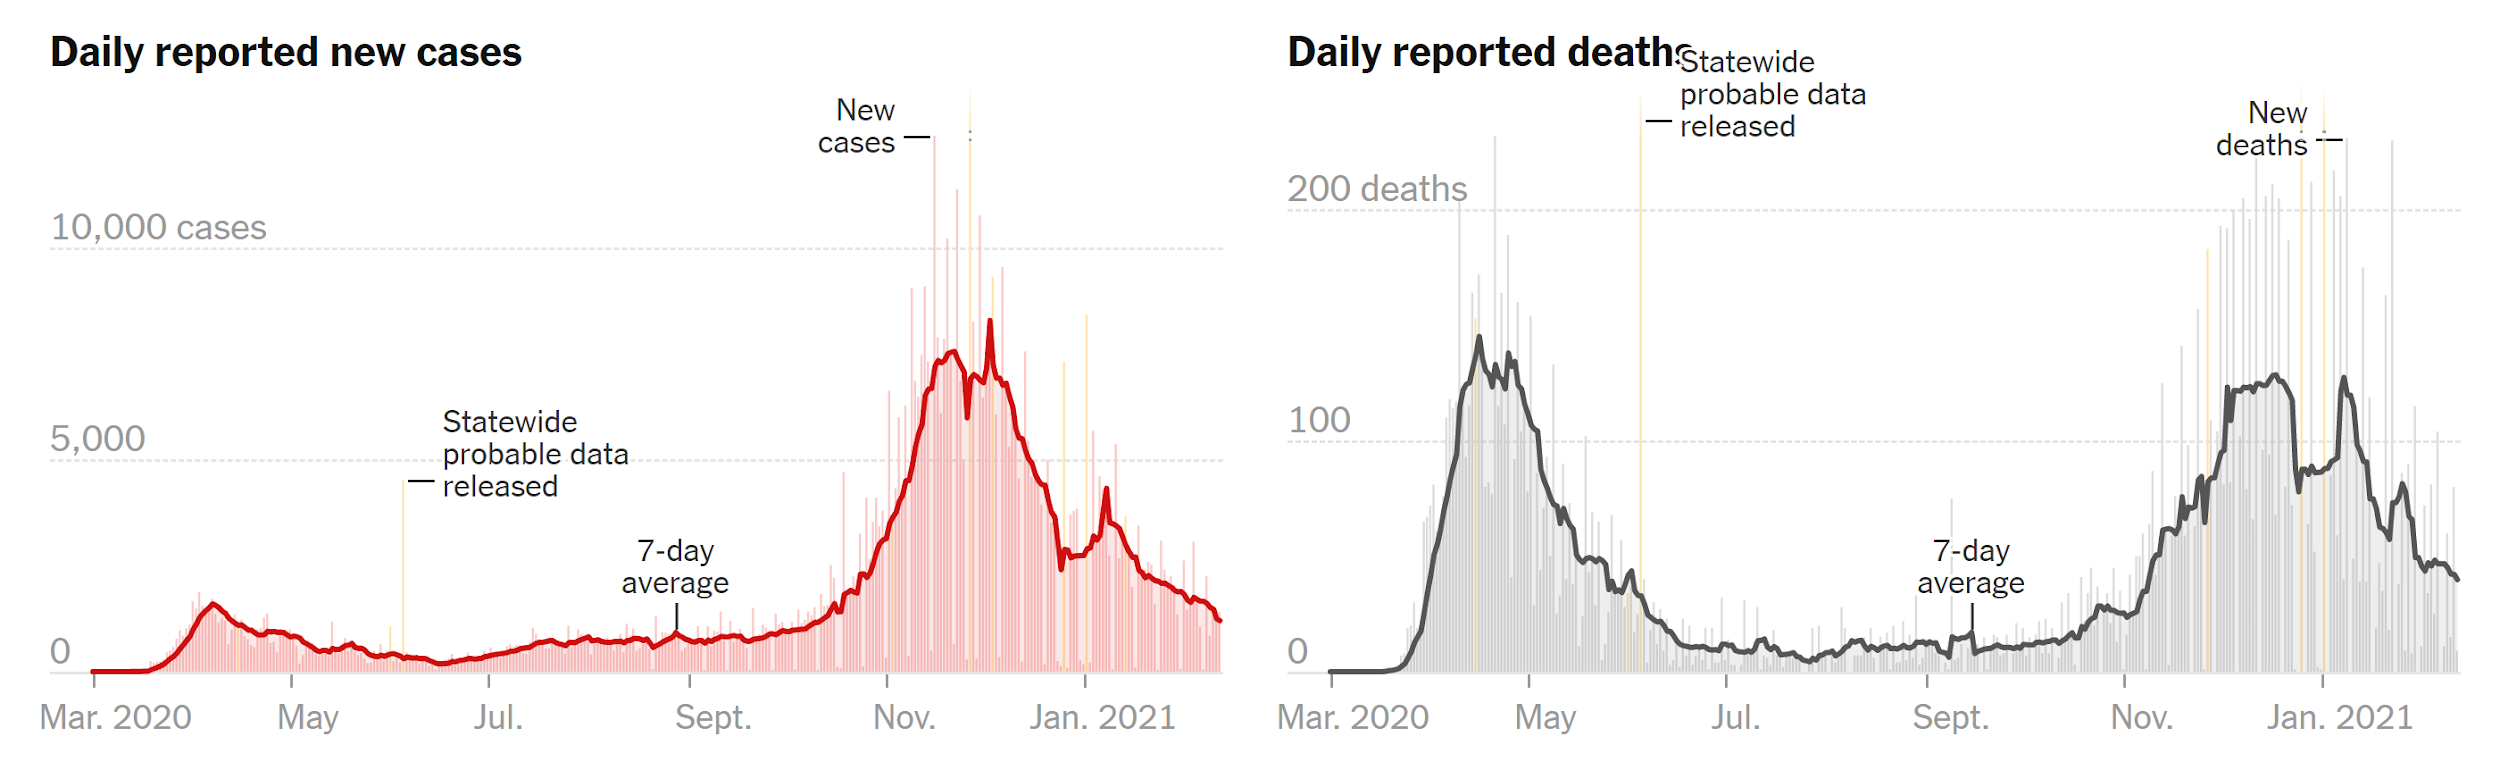 Daily reported new cases
New
cases
10,000 cases
5,000
Statewide
probable data
released
7-day
average
0
Mar. 2020 May Jul. Sept. Nov. Jan. 2021
Daily reported deaths
Statewide
probable data
released
New
deaths
200 deaths
100
7-day
average
0
Mar. 2020 May Jul. Sept. Nov. Jan. 2021